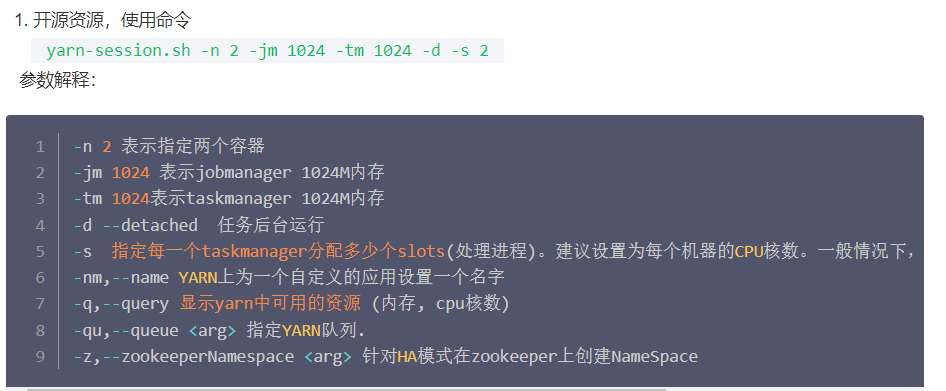 1. 开源资源，使用命令
yarn-session.sh -n 2 -jm 1024 -tm 1024 -d -s 2
参数解释：
1 -n 2 表示指定两个容器
2 -jm 1024 表示jobmanager 1024M内存
3 -tm 1024表示taskmanager 1024M内存
4 -d --detached 任务后台运行
5 -s 指定每一个taskmanager分配多少个slots(处理进程)。建议设置为每个机器的CPU核数。一般情况下，
6 -nm,--name YARN上为一个自定义的应用设置一个名字
7 -q,--query 显示yarn中可用的资源 (内存, cpu核数)
8 -qu,--queue <arg> 指定YARN队列.
9 -z,--zookeeperNamespace <arg> 针对HA模式在zookeeper上创建NameSpace